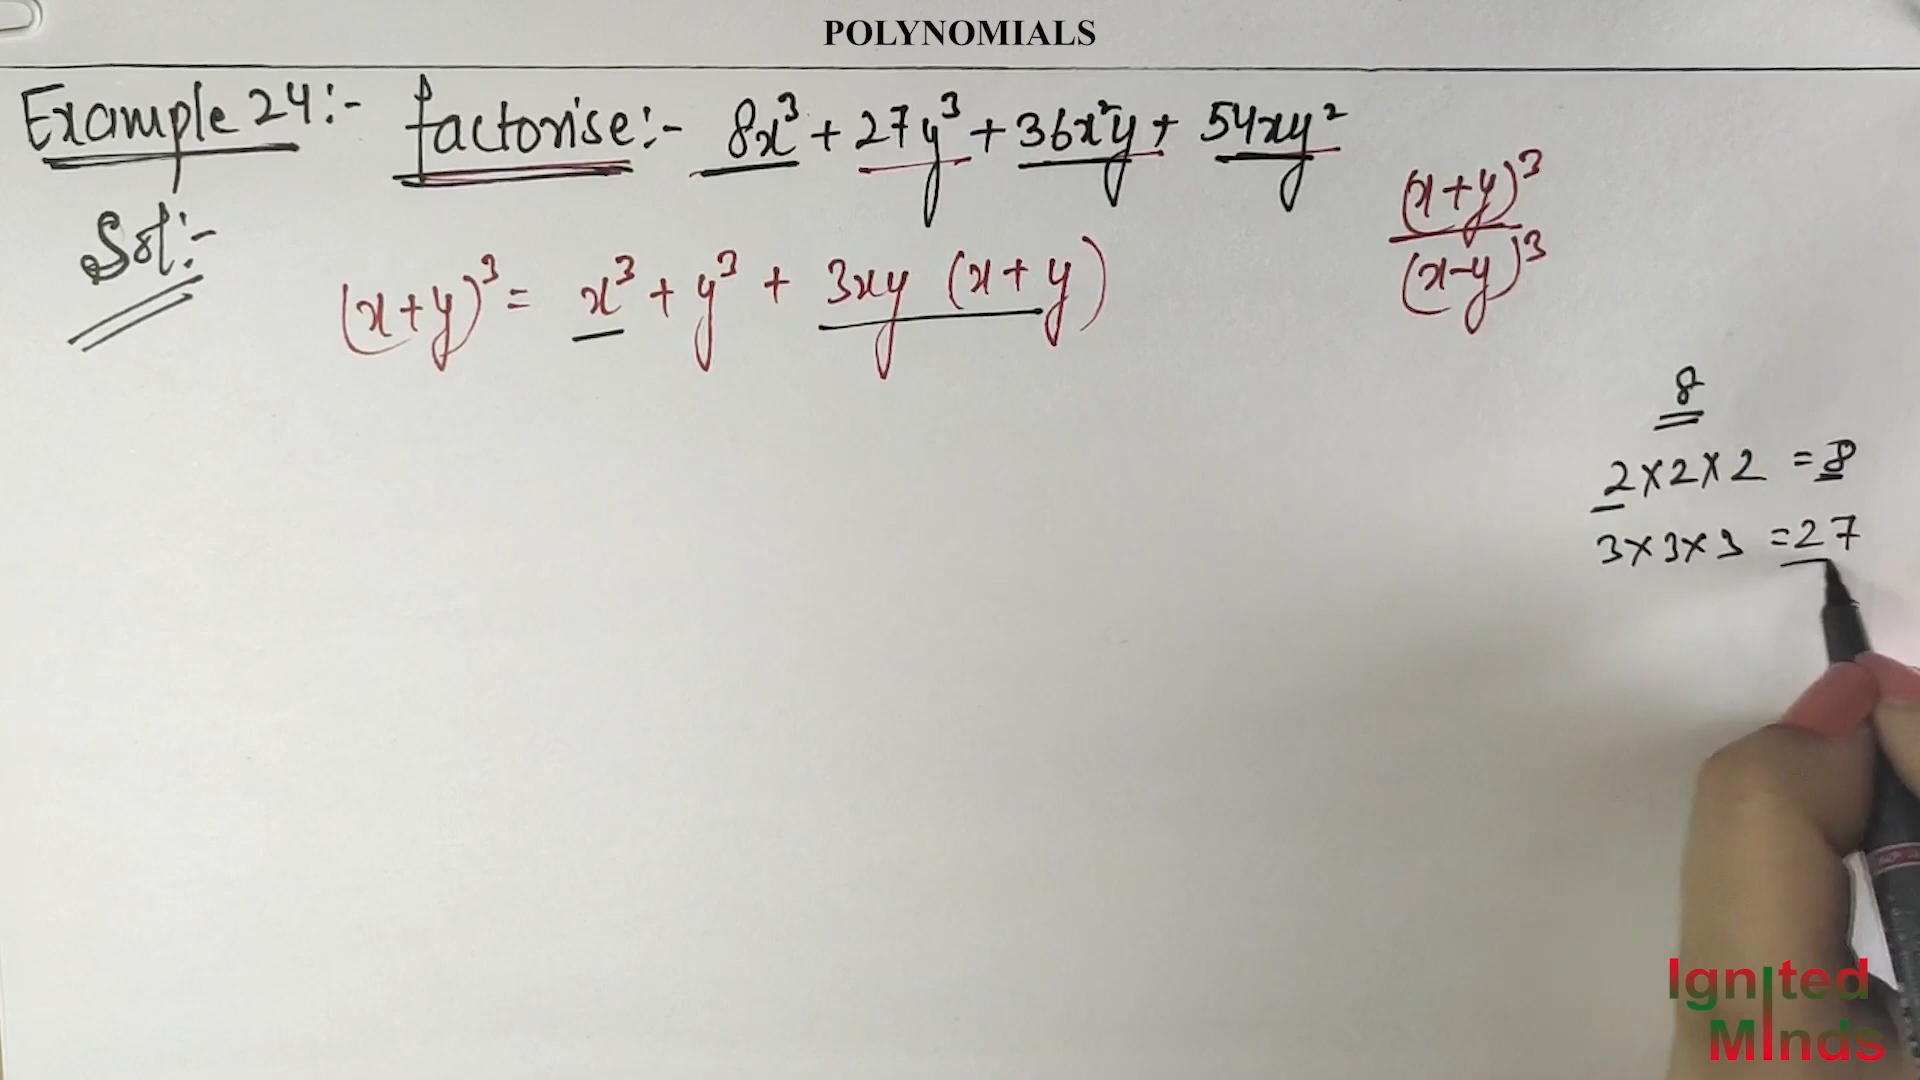 POLYNOMIALS
Example 24:- factorise:- 8x³ + 27y³ + 36x²y + 54xy²
Sol:-
(x+y)³ = x³ + y³ + 3xy (x+y)
(x+y)³
(x-y)³
8
2×2×2 = 8
3×3×3 = 27
Ignited
Minds